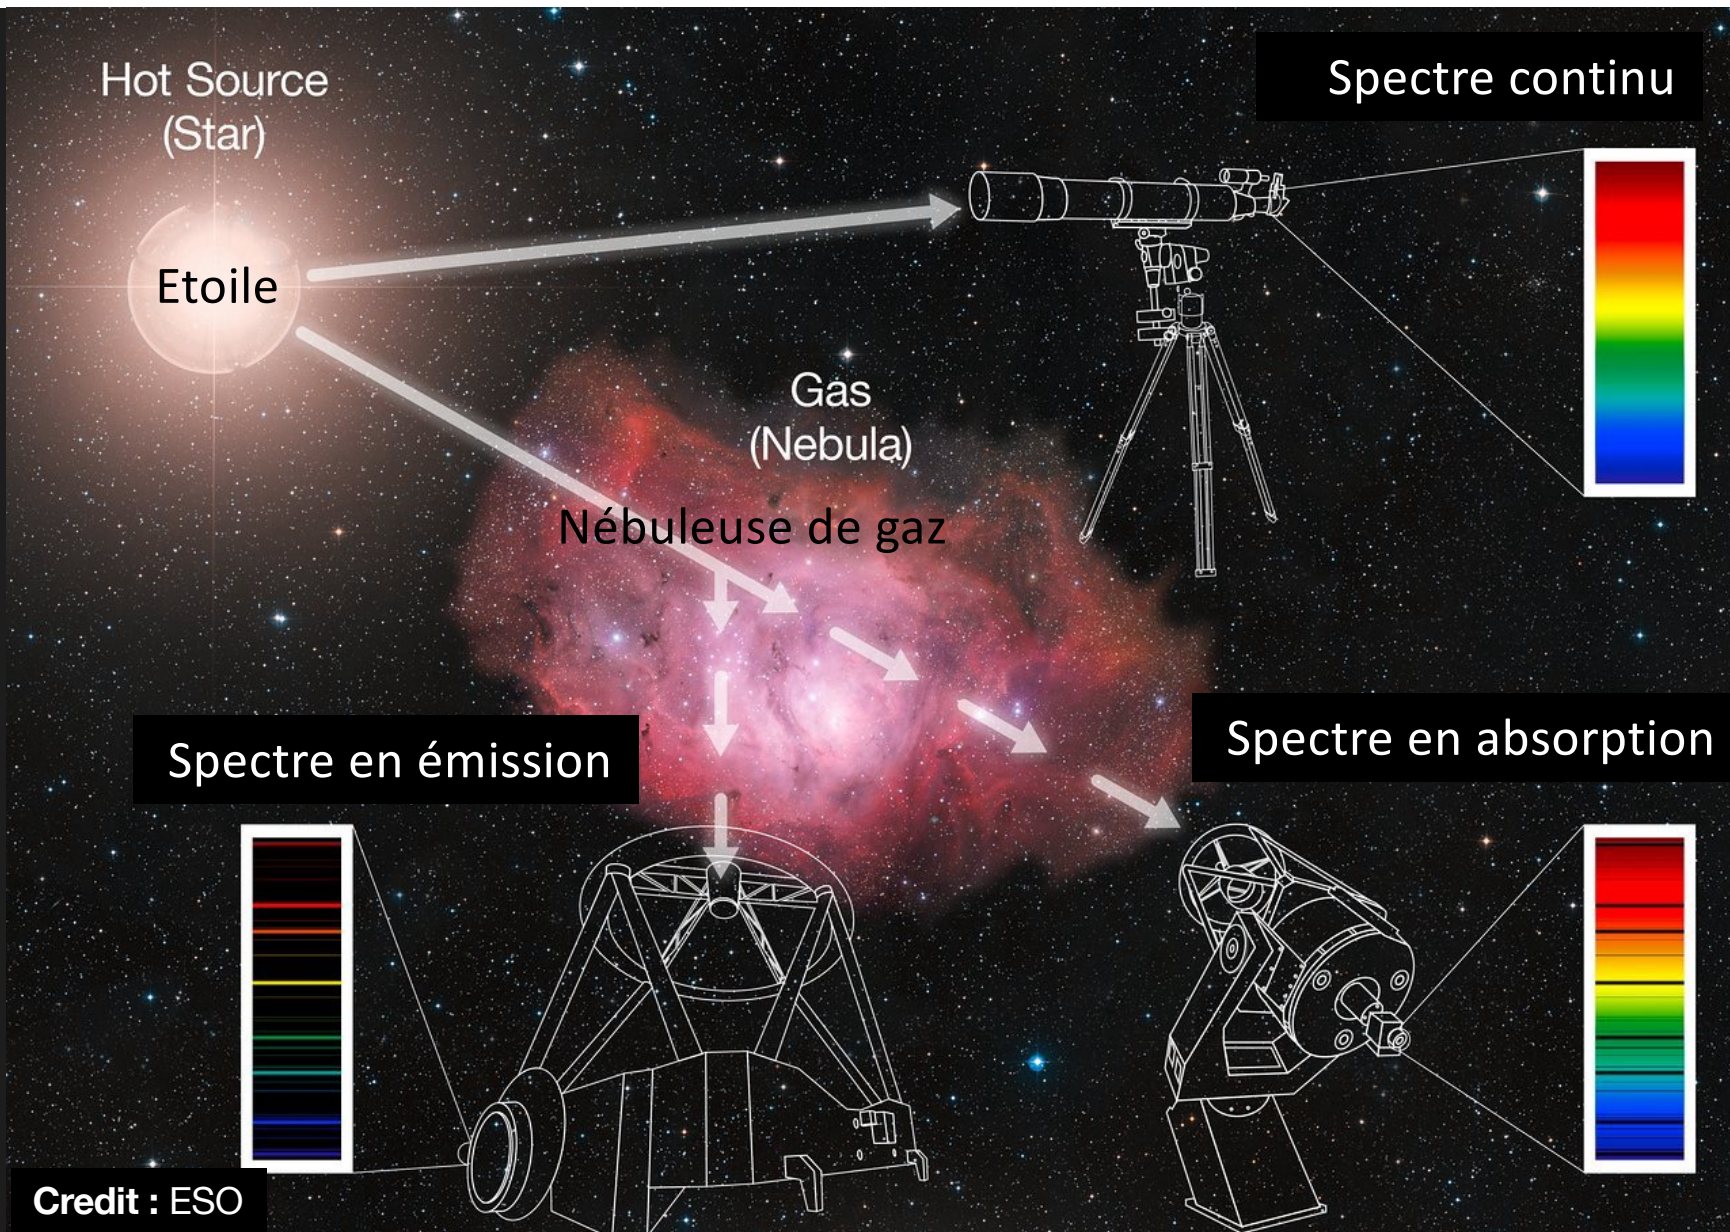 Hot Source
(Star)
Spectre continu
Etoile
Gas
(Nebula)
Nébuleuse de gaz
Spectre en émission
Spectre en absorption
Credit : ESO